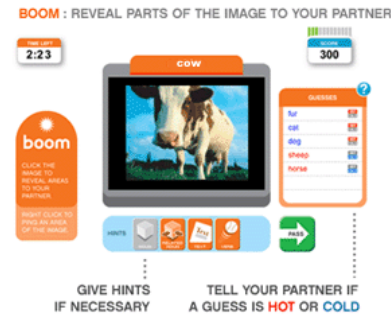 BOOM : REVEAL PARTS OF THE IMAGE TO YOUR PARTNER
TIME LEFT
2:23
SCORE
300
COW
boom
CLICK THE
IMAGE TO
REVEAL AREAS
TO YOUR
PARTNER.
RIGHT CLICK TO
PING AN AREA
OF THE IMAGE.
?
GUESSES
fur
cat
dog
sheep
horse
HINTS
PASS
GIVE HINTS
IF NECESSARY
TELL YOUR PARTNER IF
A GUESS IS HOT OR COLD